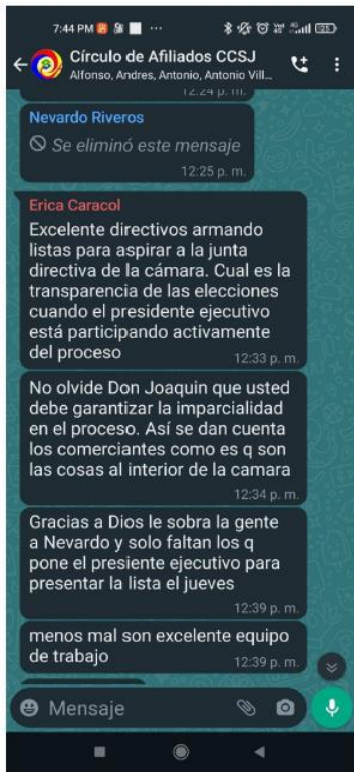 7:44 PM
Círculo de Afiliados CCSJ
Alfonso, Andres, Antonio, Antonio Vill...
12:24 p. m.
Nevardo Riveros
Se eliminó este mensaje
12:25 p. m.
Erica Caracol
Excelente directivos armando
listas para aspirar a la junta
directiva de la cámara. Cual es la
transparencia de las elecciones
cuando el presidente ejecutivo
está participando activamente
del proceso
12:33 p. m.
No olvide Don Joaquin que usted
debe garantizar la imparcialidad
en el proceso. Así se dan cuenta
los comerciantes como es q son
las cosas al interior de la camara
12:34 p. m.
Gracias a Dios le sobra la gente
a Nevardo y solo faltan los q
pone el presiente ejecutivo para
presentar la lista el jueves
12:39 p. m.
menos mal son excelente equipo
de trabajo
12:39 p. m.
Mensaje